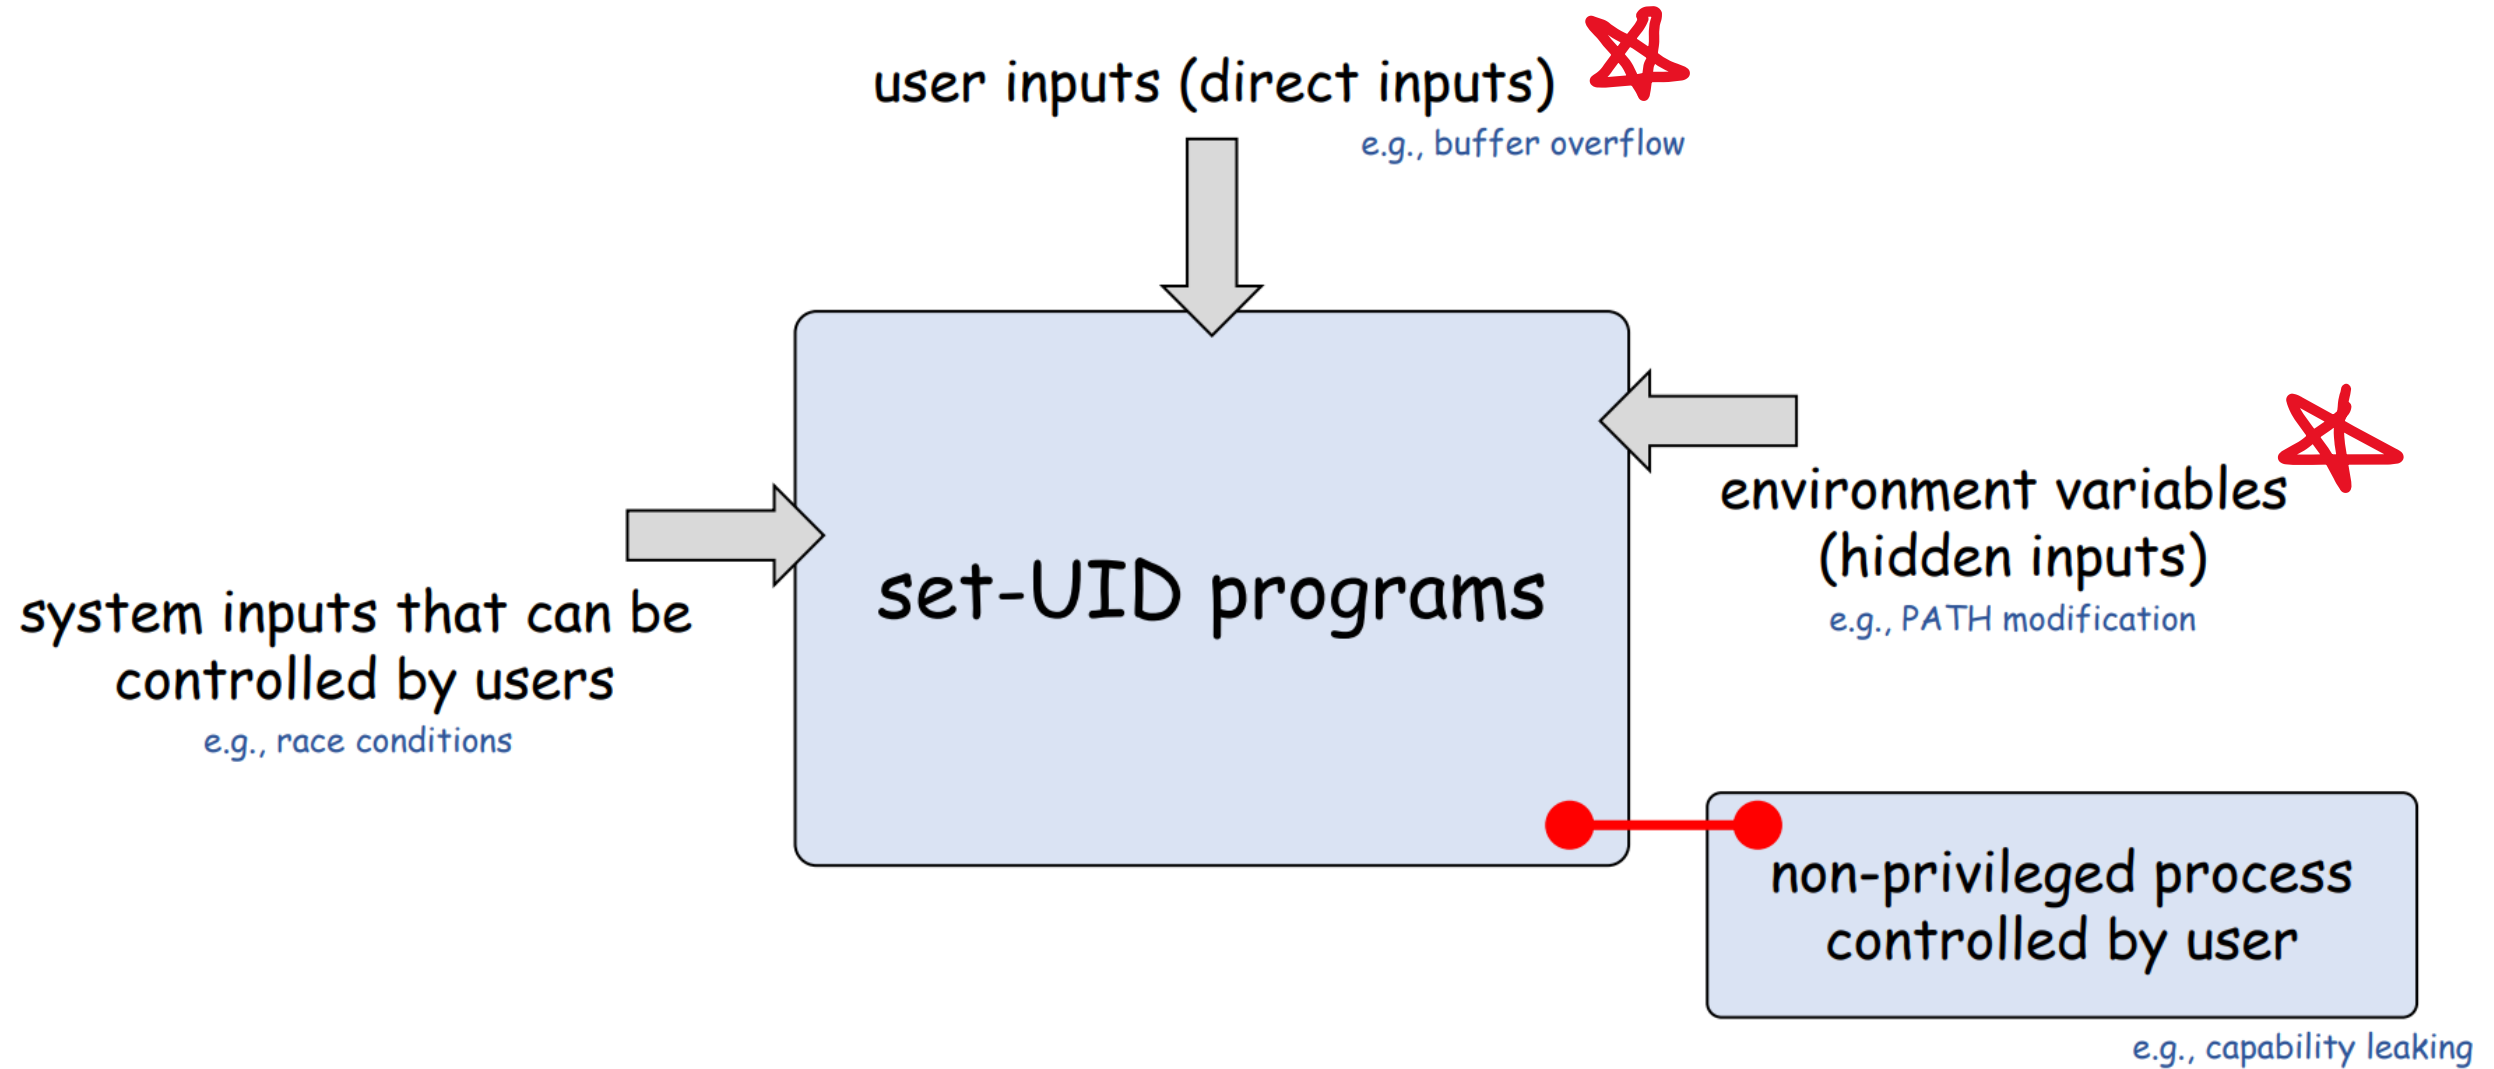 user inputs (direct inputs)
e.g., buffer overflow
environment variables
(hidden inputs)
e.g., PATH modification
set-UID programs
system inputs that can be
controlled by users
e.g., race conditions
non-privileged process
controlled by user
e.g., capability leaking